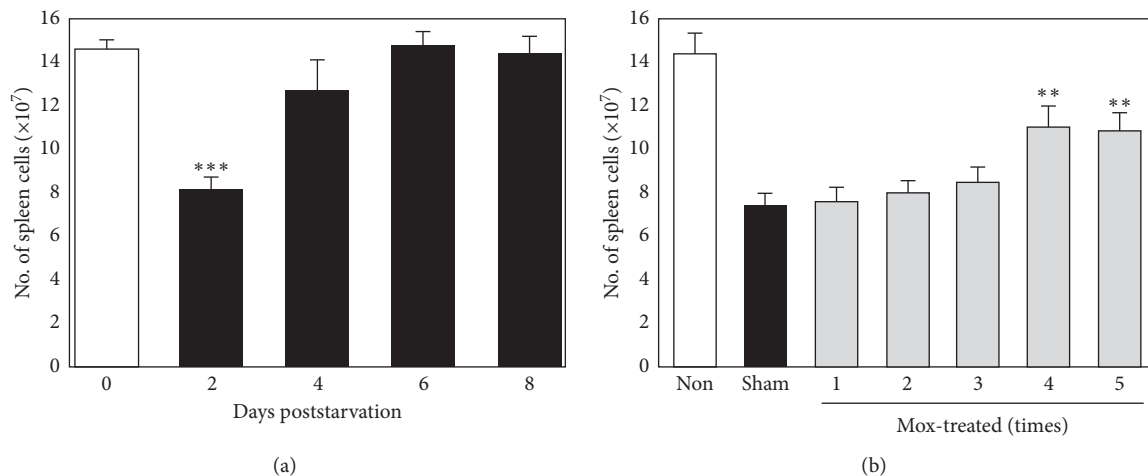 16
14
12
10
8
6
4
2
0
No. of spleen cells (×10⁷)
***
0 2 4 6 8
Days poststarvation
(a)
16
14
12
10
8
6
4
2
0
No. of spleen cells (×10⁷)
** **
Non Sham 1 2 3 4 5
Mox-treated (times)
(b)